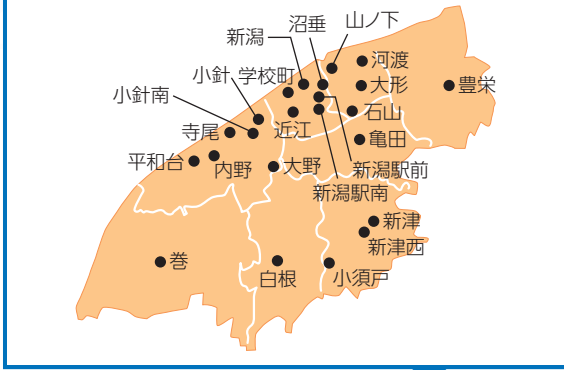 山ノ下
沼垂
新潟
河渡
学校町
小針
大形
豊栄
小針南
石山
近江
寺尾
亀田
平和台
内野
大野
新潟駅前
新潟駅南
新津
新津西
巻
白根
小須戸